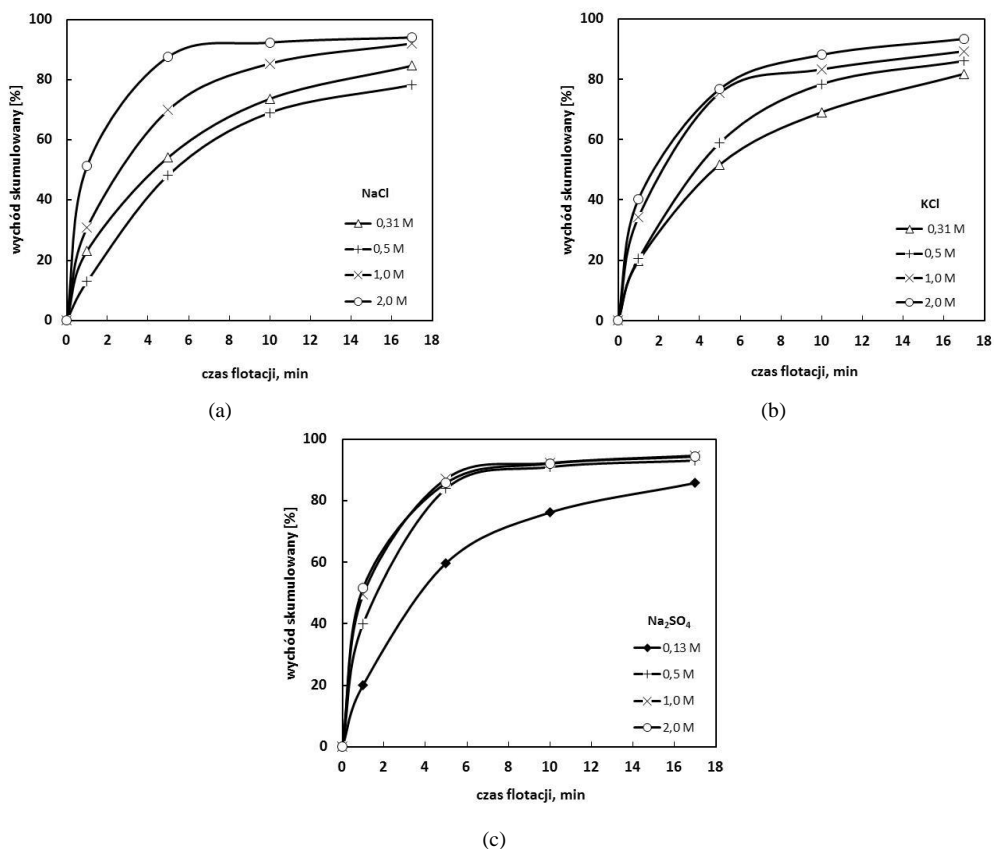 100
80
60
40
20
0
wychód skumulowany [%]
NaCl
0,31 M
0,5 M
1,0 M
2,0 M
0 2 4 6 8 10 12 14 16 18
czas flotacji, min
(a)
100
80
60
40
20
0
wychód skumulowany [%]
KCl
0,31 M
0,5 M
1,0 M
2,0 M
0 2 4 6 8 10 12 14 16 18
czas flotacji, min
(b)
100
80
60
40
20
0
wychód skumulowany [%]
Na₂SO₄
0,13 M
0,5 M
1,0 M
2,0 M
0 2 4 6 8 10 12 14 16 18
czas flotacji, min
(c)